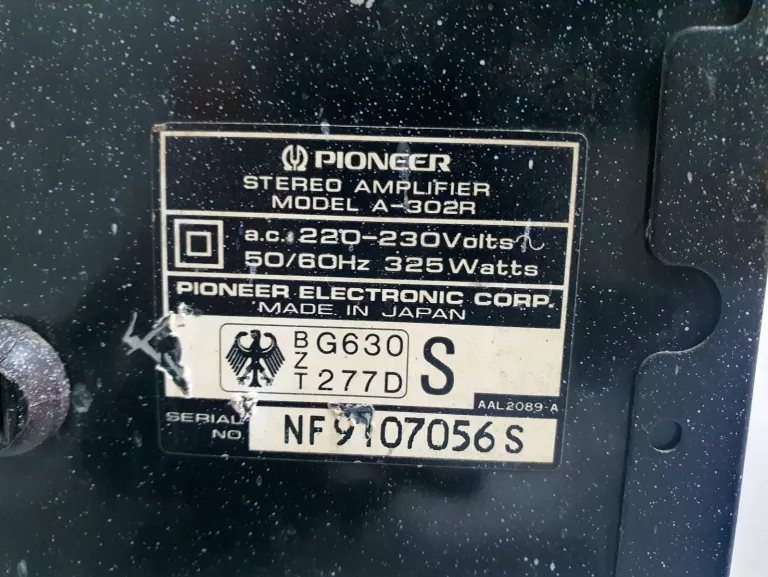 PIONEER
STEREO AMPLIFIER
MODEL A-302R
a.c. 220-230Volts~
50/60Hz 325Watts
PIONEER ELECTRONIC CORP.
MADE IN JAPAN
BZT G630 277D S
AAL2089-A
SERIAL NO. NF9107056S